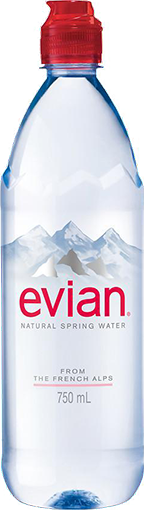 evian®
NATURAL SPRING WATER
FROM
THE FRENCH ALPS
750 mL